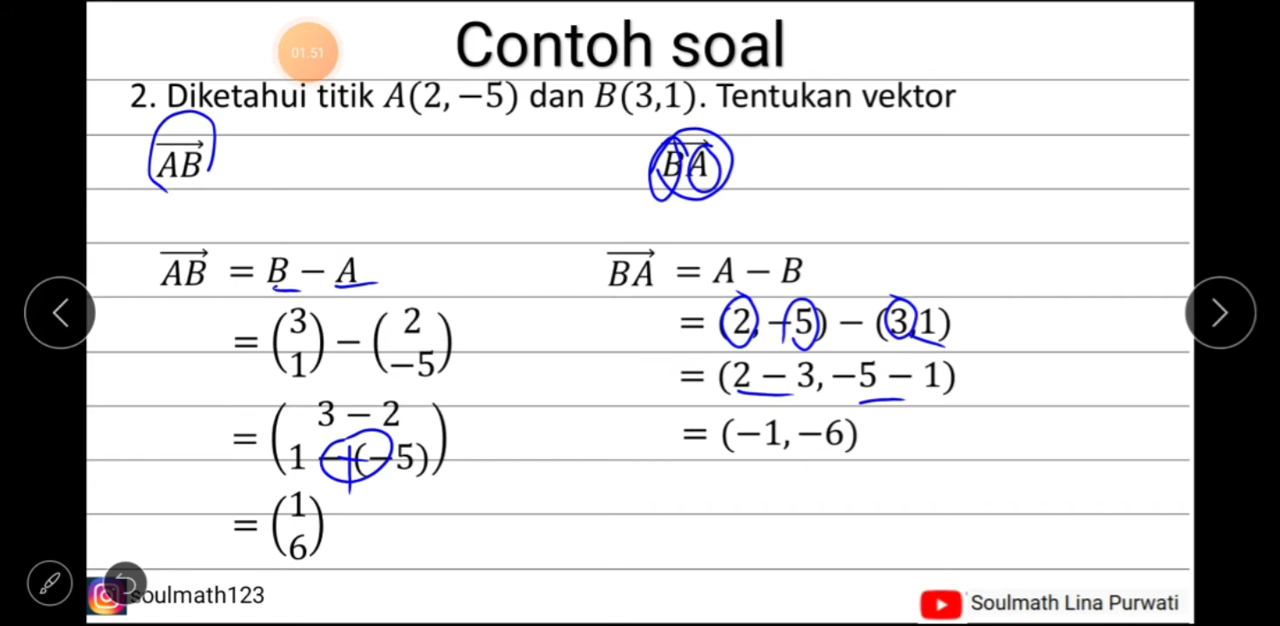 01.51
Contoh soal
2. Diketahui titik A(2, −5) dan B(3,1). Tentukan vektor
AB⃗
BA⃗
AB⃗ = B − A
= (3 1) − (2 −5)
= (3 − 2 1 − (−5))
= (1 6)
BA⃗ = A − B
= (2, −5) − (3,1)
= (2 − 3, −5 − 1)
= (−1, −6)
soulmath123
Soulmath Lina Purwati